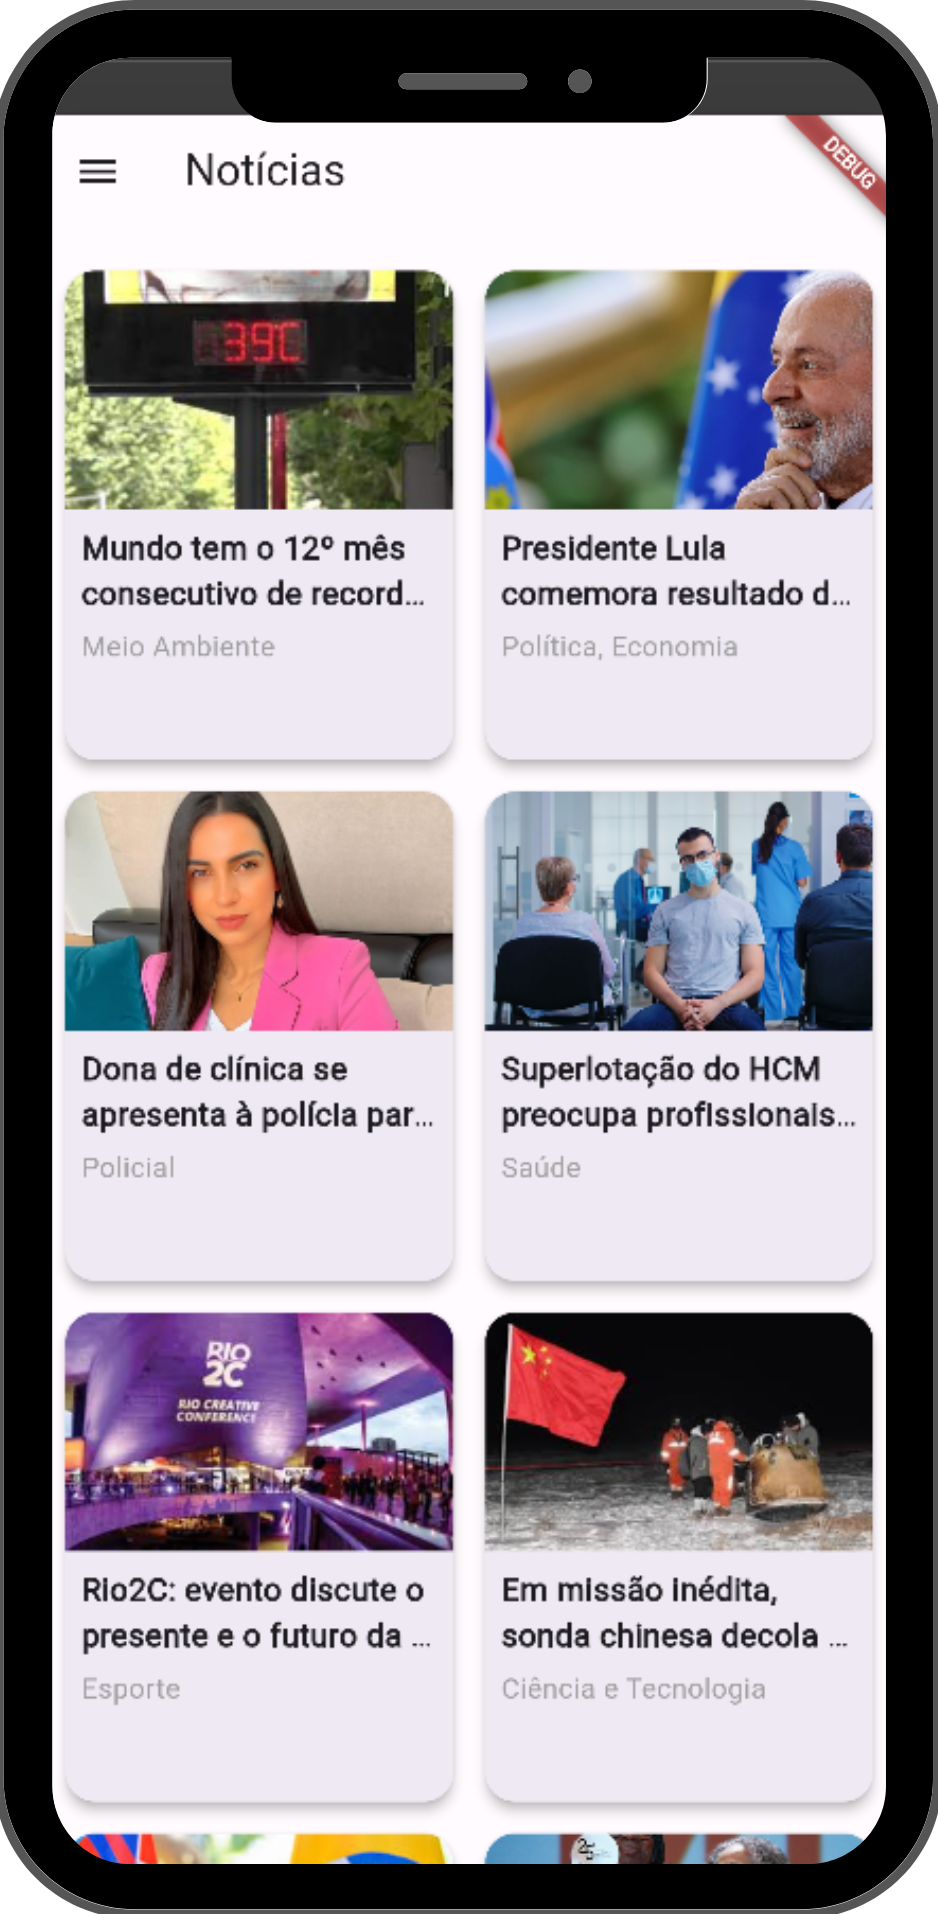 Notícias
DEBUG
39C
Mundo tem o 12º mês
consecutivo de record...
Meio Ambiente
Presidente Lula
comemora resultado d...
Política, Economia
Dona de clínica se
apresenta à polícia par...
Policial
Superlotação do HCM
preocupa profissionais...
Saúde
RIO
2C
RIO CREATIVE
CONFERENCE
Rio2C: evento discute o
presente e o futuro da ...
Esporte
Em missão inédita,
sonda chinesa decola ...
Ciência e Tecnologia